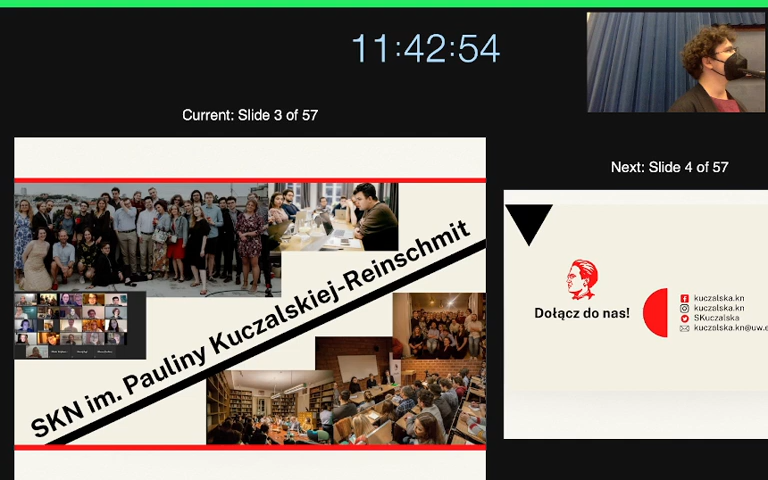 11:42:54
Current: Slide 3 of 57
SKN im. Pauliny Kuczalskiej-Reinschmit
Next: Slide 4 of 57
Dołącz do nas!
kuczalska.kn
kuczalska.kn
SKuczalska
kuczalska.kn@uw.e